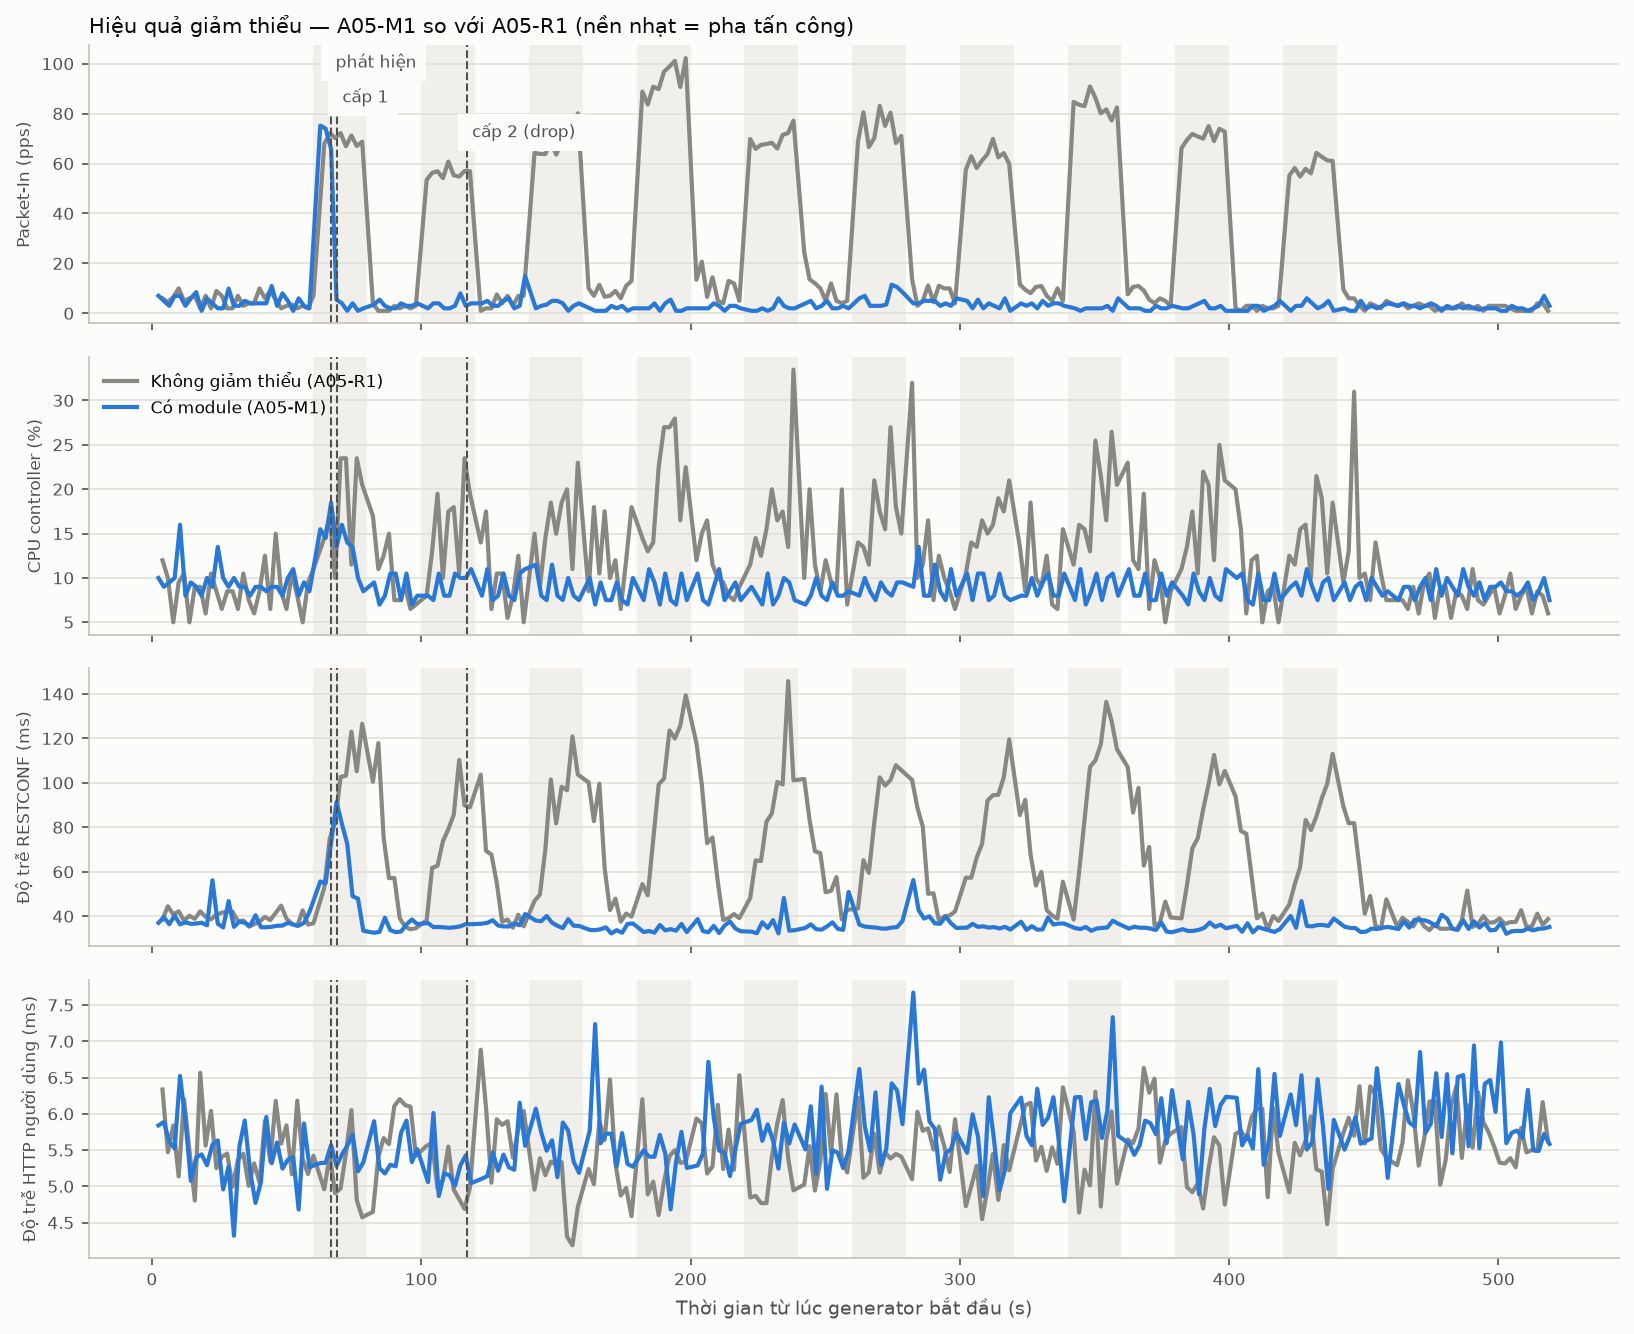 Hiệu quả giảm thiểu — A05-M1 so với A05-R1 (nền nhạt = pha tấn công)
Packet-In (pps)
100
80
60
40
20
0
phát hiện
cấp 1
cấp 2 (drop)
CPU controller (%)
30
25
20
15
10
5
Không giảm thiểu (A05-R1)
Có module (A05-M1)
Độ trễ RESTCONF (ms)
140
120
100
80
60
40
Độ trễ HTTP người dùng (ms)
7.5
7.0
6.5
6.0
5.5
5.0
4.5
0 100 200 300 400 500
Thời gian từ lúc generator bắt đầu (s)